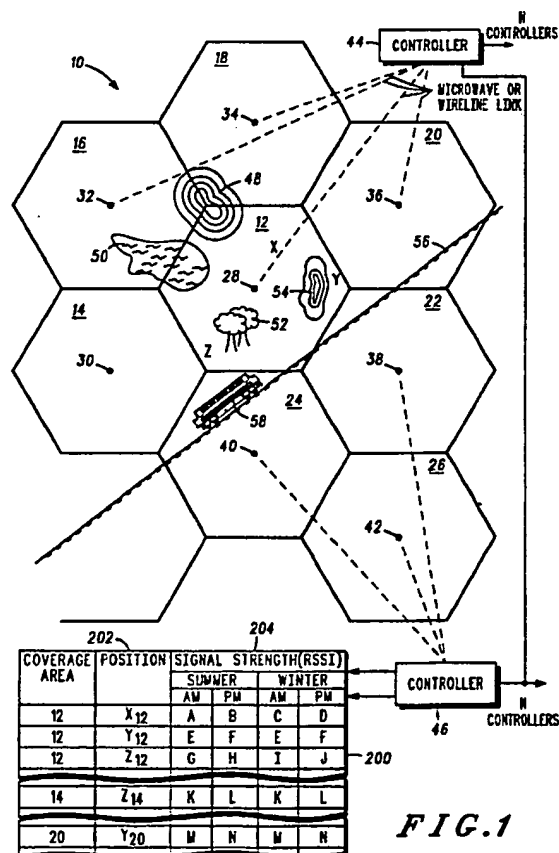 44
CONTROLLER
N
CONTROLLERS
10
18
MICROWAVE OR
WIRELINE LINK
34
16
20
32
48
36
12
56
50
X
28
54
Y
22
14
52
30
Z
38
24
58
40
26
42
202
204
COVERAGE AREA
POSITION
SIGNAL STRENGTH(RSSI)
SUMMER
WINTER
AM
PM
AM
PM
12 X12 A B C D
12 Y12 E F E F
12 Z12 G H I J
200
14 Z14 K L K L
20 Y20 M N M N
CONTROLLER
N
CONTROLLERS
46
FIG.1